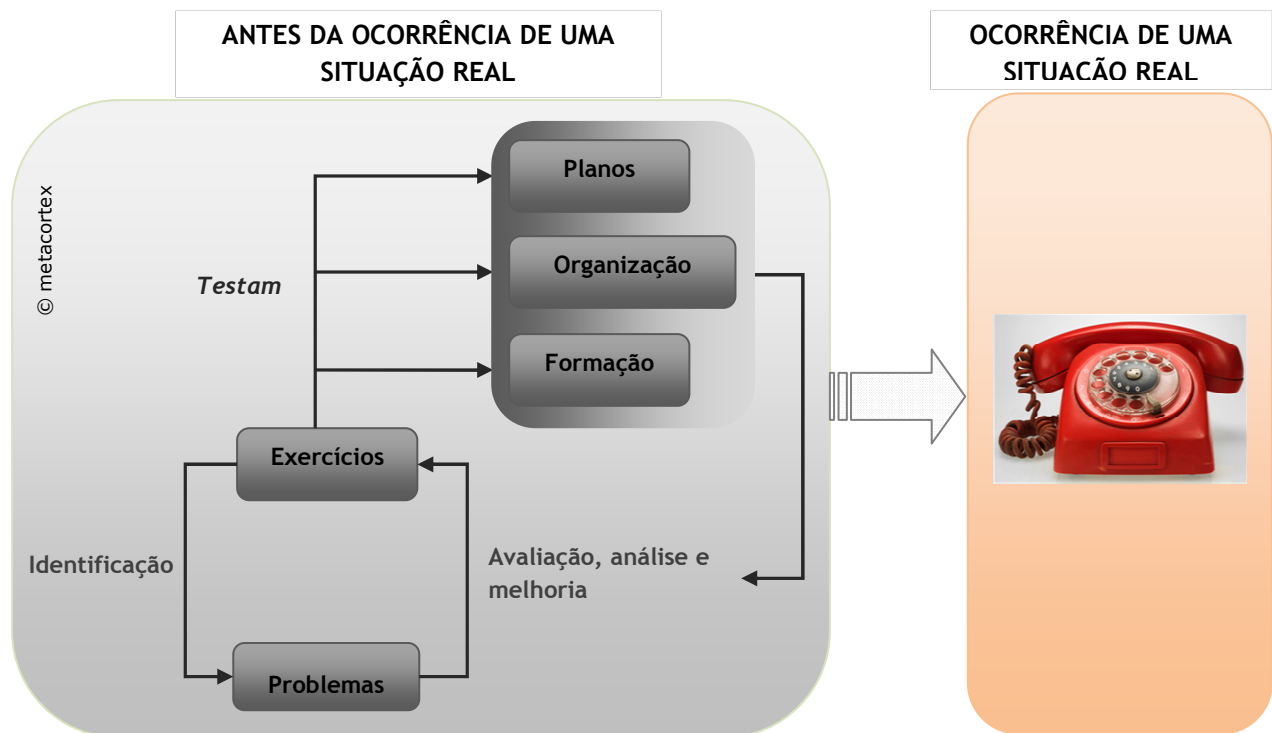 ANTES DA OCORRÊNCIA DE UMA
SITUAÇÃO REAL
OCORRÊNCIA DE UMA
SITUAÇÃO REAL
© metacortex
Planos
Organização
Formação
Testam
Exercícios
Identificação
Avaliação, análise e
melhoria
Problemas